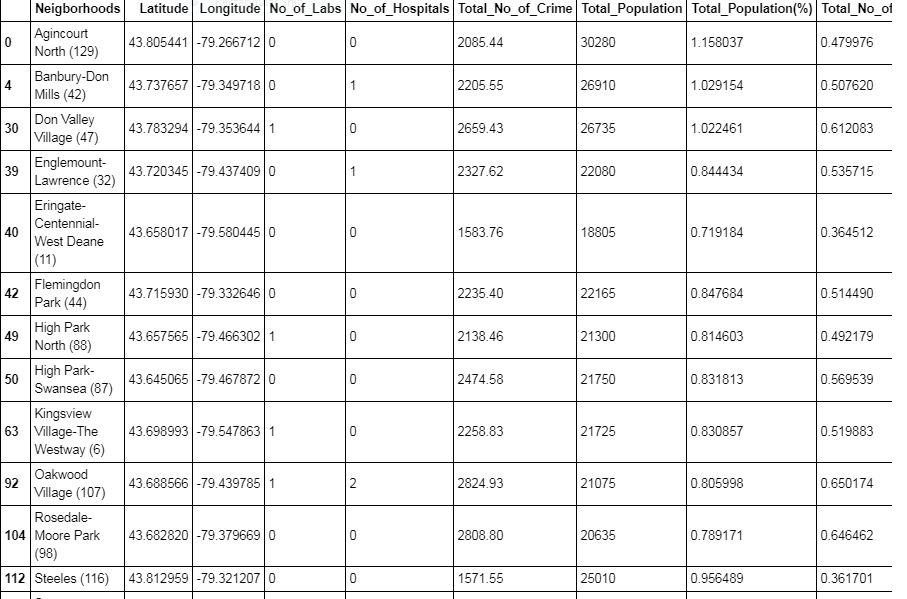 Neigborhoods Latitude Longitude No_of_Labs No_of_Hospitals Total_No_of_Crime Total_Population Total_Population(%) Total_No_of
0 Agincourt North (129) 43.805441 -79.266712 0 0 2085.44 30280 1.158037 0.479976
4 Banbury-Don Mills (42) 43.737657 -79.349718 0 1 2205.55 26910 1.029154 0.507620
30 Don Valley Village (47) 43.783294 -79.353644 1 0 2659.43 26735 1.022461 0.612083
39 Englemount-Lawrence (32) 43.720345 -79.437409 0 1 2327.62 22080 0.844434 0.535715
40 Eringate-Centennial-West Deane (11) 43.658017 -79.580445 0 0 1583.76 18805 0.719184 0.364512
42 Flemingdon Park (44) 43.715930 -79.332646 0 0 2235.40 22165 0.847684 0.514490
49 High Park North (88) 43.657565 -79.466302 1 0 2138.46 21300 0.814603 0.492179
50 High Park-Swansea (87) 43.645065 -79.467872 0 0 2474.58 21750 0.831813 0.569539
63 Kingsview Village-The Westway (6) 43.698993 -79.547863 1 0 2258.83 21725 0.830857 0.519883
92 Oakwood Village (107) 43.688566 -79.439785 1 2 2824.93 21075 0.805998 0.650174
104 Rosedale-Moore Park (98) 43.682820 -79.379669 0 0 2808.80 20635 0.789171 0.646462
112 Steeles (116) 43.812959 -79.321207 0 0 1571.55 25010 0.956489 0.361701